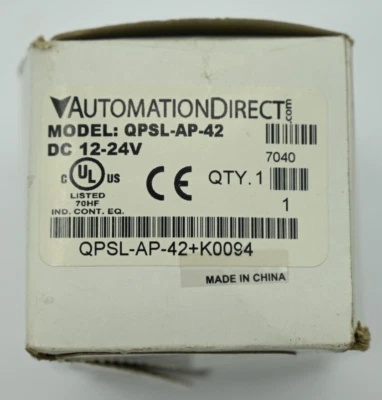 AUTOMATIONDIRECT.com
MODEL: QPSL-AP-42
DC 12-24V
7040
C UL US
LISTED
70HF
IND. CONT. EQ.
QTY. 1
1
QPSL-AP-42+K0094
MADE IN CHINA